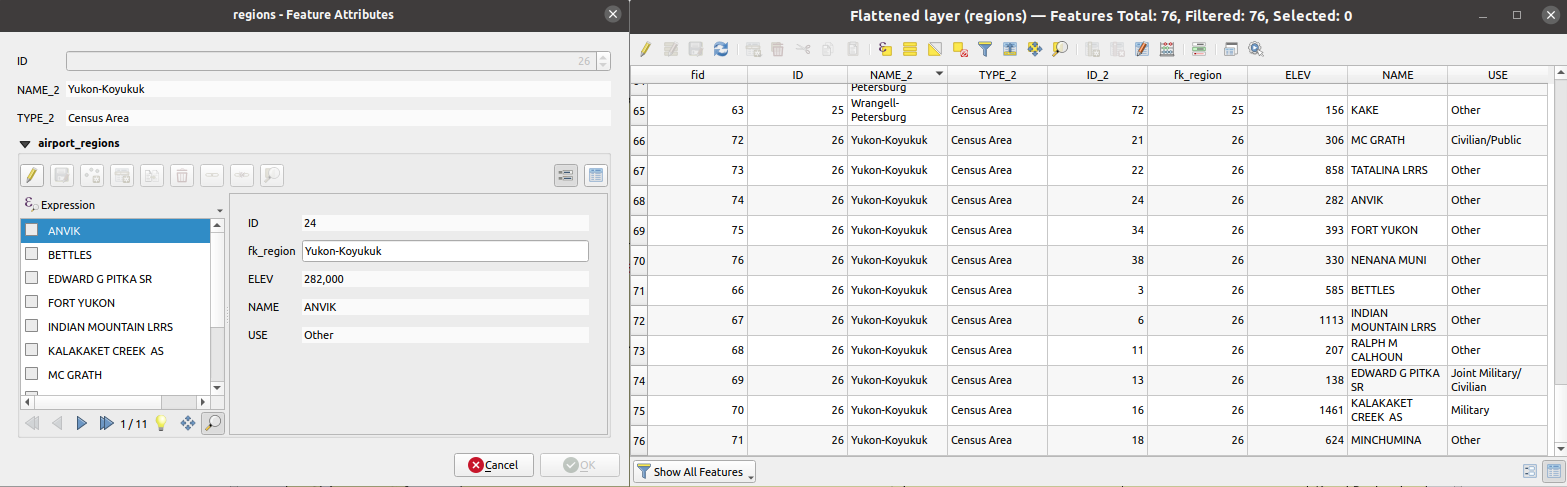 regions - Feature Attributes
ID 26
NAME_2 Yukon-Koyukuk
TYPE_2 Census Area
airport_regions
Expression
ANVIK
BETTLES
EDWARD G PITKA SR
FORT YUKON
INDIAN MOUNTAIN LRRS
KALAKAKET CREEK AS
MC GRATH
1 / 11
ID 24
fk_region Yukon-Koyukuk
ELEV 282,000
NAME ANVIK
USE Other
Cancel OK
Flattened layer (regions) — Features Total: 76, Filtered: 76, Selected: 0
fid ID NAME_2 TYPE_2 ID_2 fk_region ELEV NAME USE
Petersburg
65 63 25 Wrangell-Petersburg Census Area 72 25 156 KAKE Other
66 72 26 Yukon-Koyukuk Census Area 21 26 306 MC GRATH Civilian/Public
67 73 26 Yukon-Koyukuk Census Area 22 26 858 TATALINA LRRS Other
68 74 26 Yukon-Koyukuk Census Area 24 26 282 ANVIK Other
69 75 26 Yukon-Koyukuk Census Area 34 26 393 FORT YUKON Other
70 76 26 Yukon-Koyukuk Census Area 38 26 330 NENANA MUNI Other
71 66 26 Yukon-Koyukuk Census Area 3 26 585 BETTLES Other
72 67 26 Yukon-Koyukuk Census Area 6 26 1113 INDIAN MOUNTAIN LRRS Other
73 68 26 Yukon-Koyukuk Census Area 11 26 207 RALPH M CALHOUN Other
74 69 26 Yukon-Koyukuk Census Area 13 26 138 EDWARD G PITKA SR Joint Military/Civilian
75 70 26 Yukon-Koyukuk Census Area 16 26 1461 KALAKAKET CREEK AS Military
76 71 26 Yukon-Koyukuk Census Area 18 26 624 MINCHUMINA Other
Show All Features